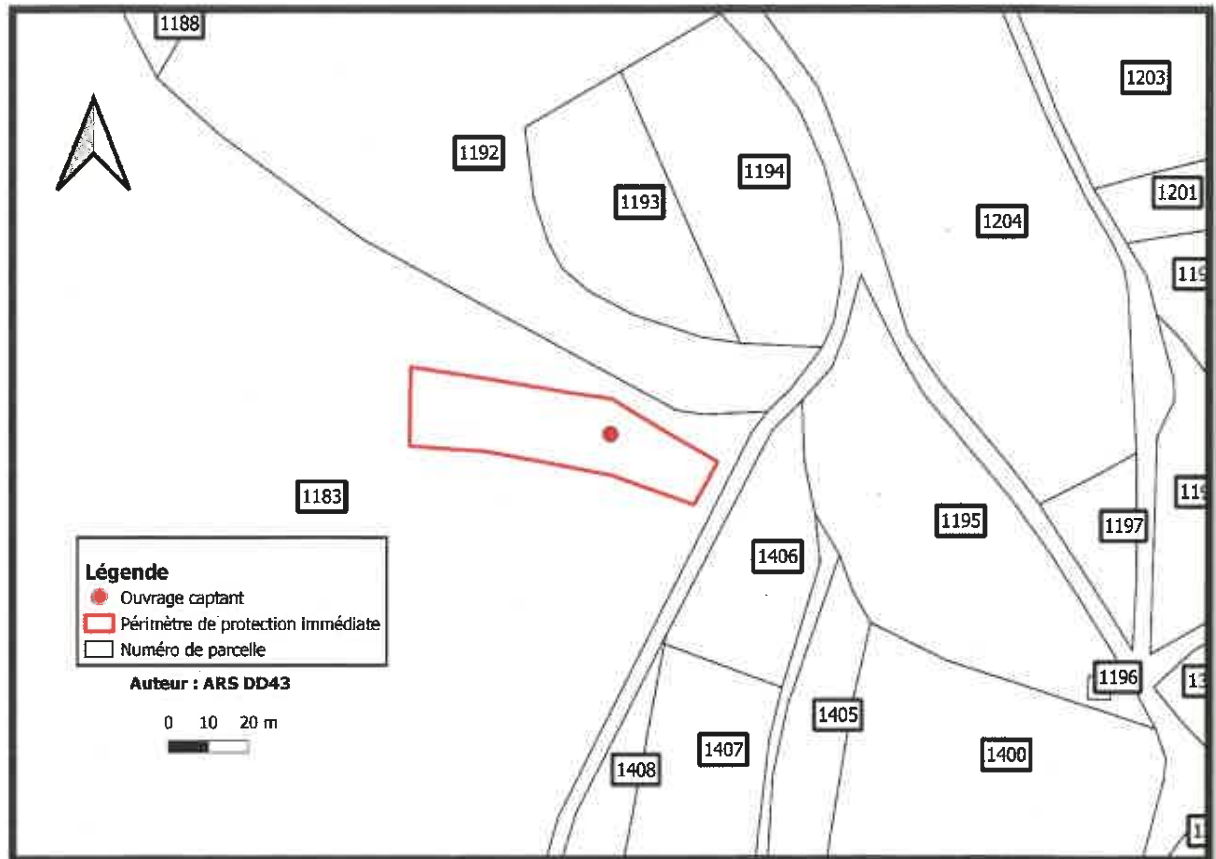 1188
1203
1192
1194
1193
1201
1204
1183
1195
1197
1406
Légende
Ouvrage captant
Périmètre de protection immédiate
Numéro de parcelle
Auteur : ARS DD43
0 10 20 m
1196
1405
1407
1400
1408